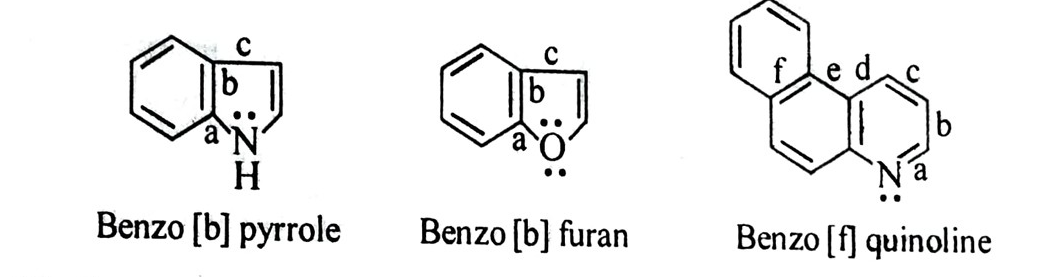 c
b
a
N
H
Benzo [b] pyrrole
c
b
a
O
Benzo [b] furan
f
e
d
c
b
a
N
Benzo [f] quinoline